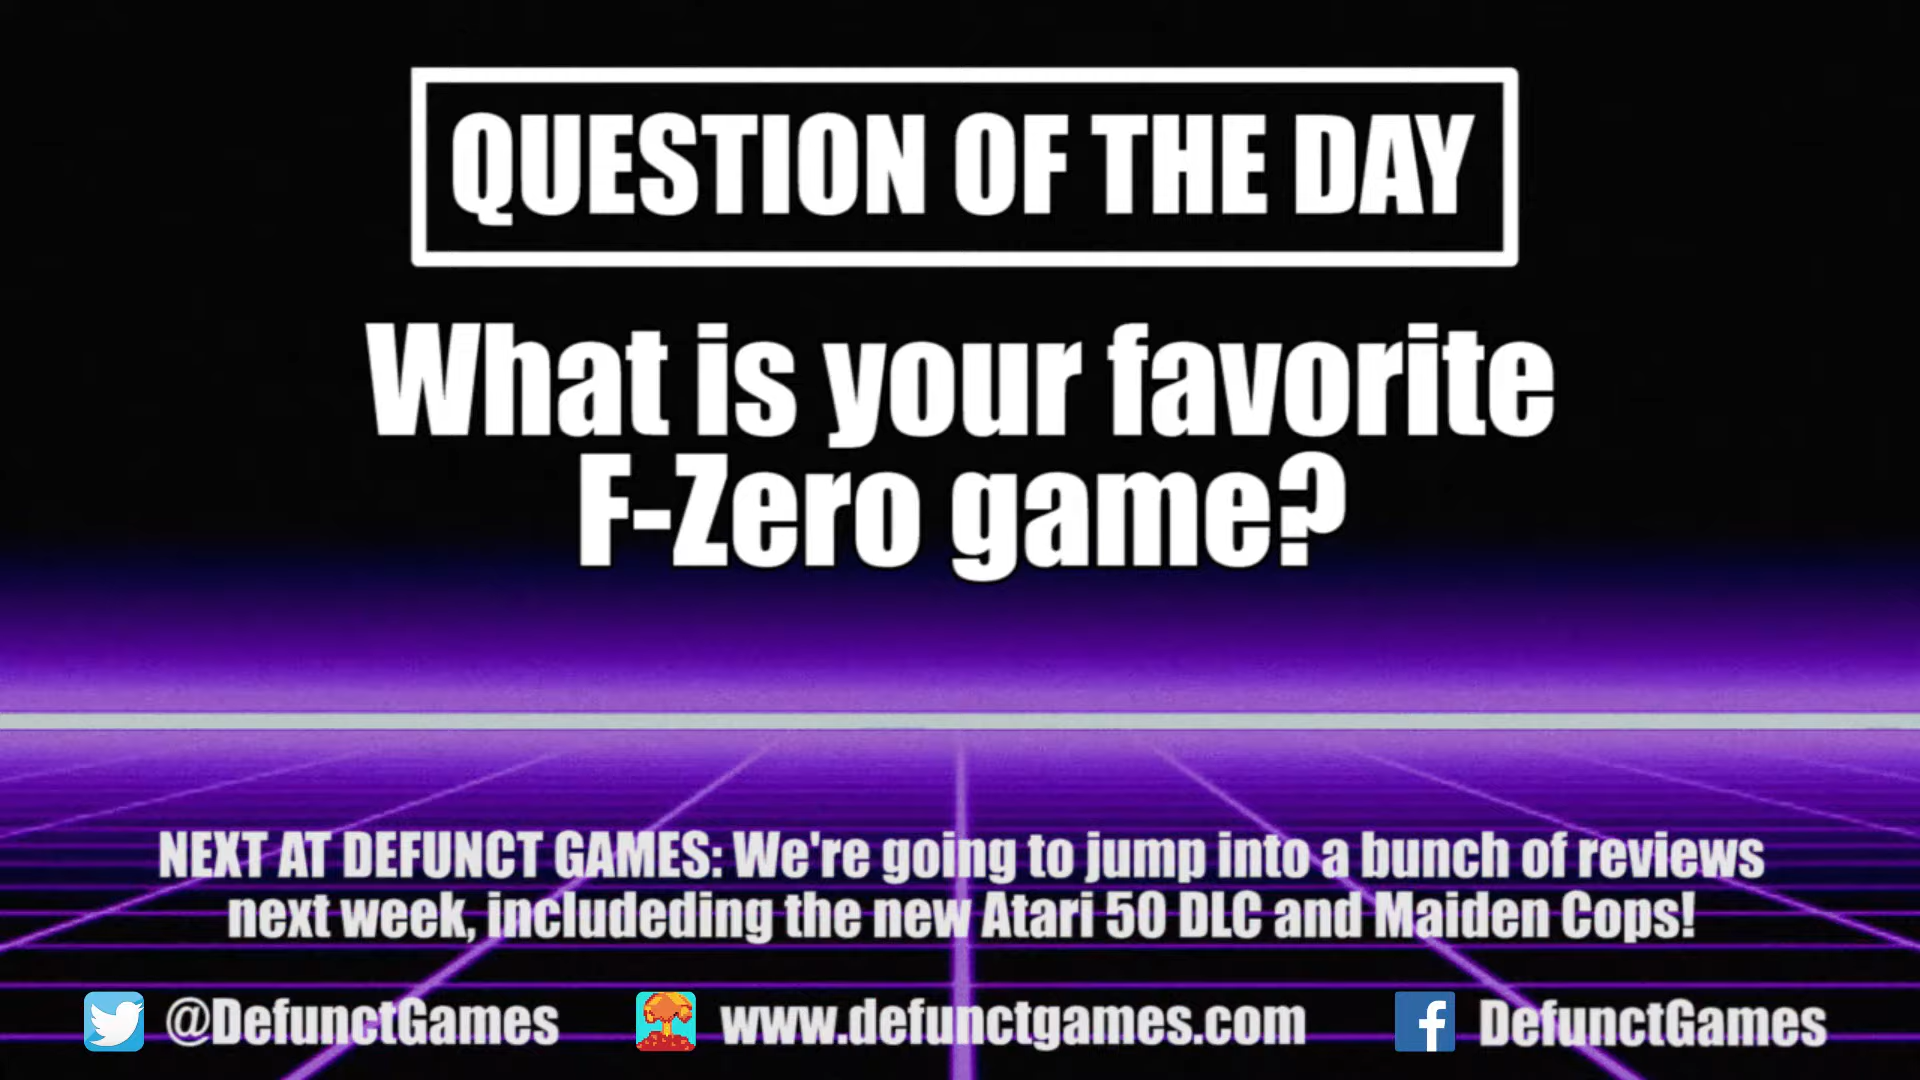 QUESTION OF THE DAY
What is your favorite
F-Zero game?
NEXT AT DEFUNCT GAMES: We're going to jump into a bunch of reviews
next week, includeding the new Atari 50 DLC and Maiden Cops!
@DefunctGames www.defunctgames.com DefunctGames